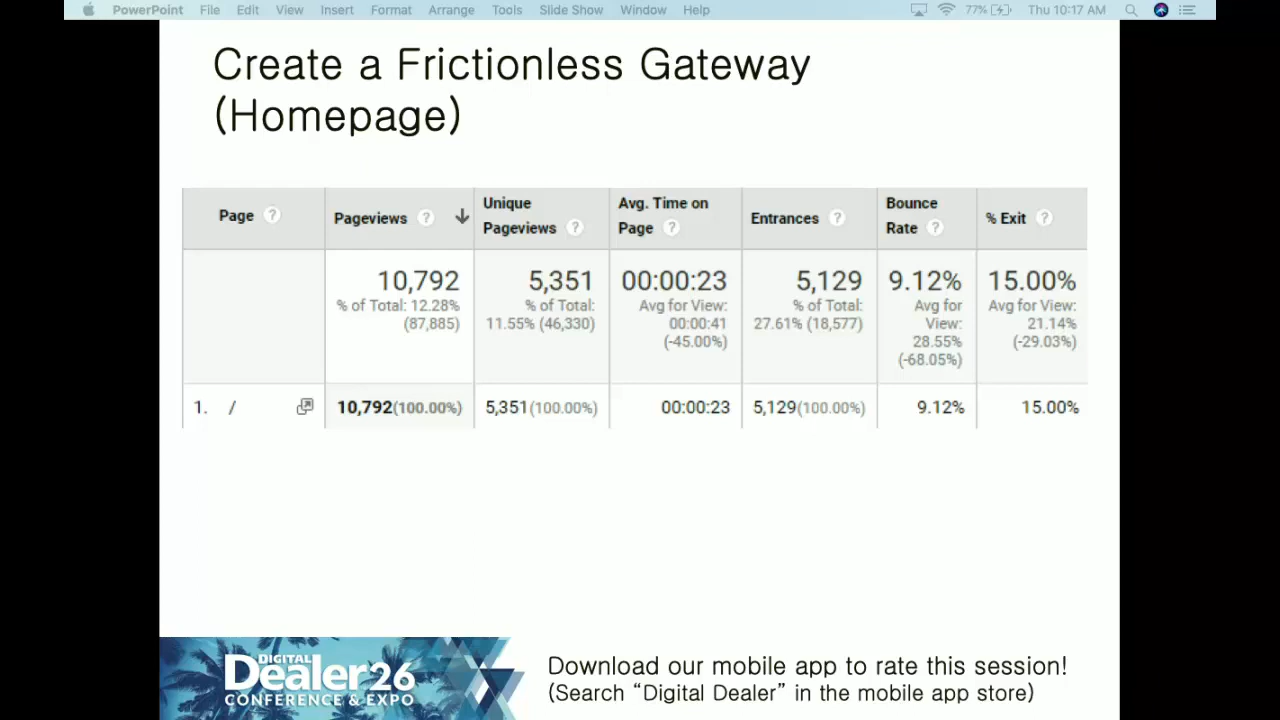 PowerPoint File Edit View Insert Format Arrange Tools Slide Show Window Help 77% Thu 10:17 AM
Create a Frictionless Gateway
(Homepage)
Page ? Pageviews ? Unique Pageviews ? Avg. Time on Page ? Entrances ? Bounce Rate ? % Exit ?
10,792 5,351 00:00:23 5,129 9.12% 15.00%
% of Total: 12.28% (87,885) % of Total: 11.55% (46,330) Avg for View: 00:00:41 (-45.00%) % of Total: 27.61% (18,577) Avg for View: 28.55% (-68.05%) Avg for View: 21.14% (-29.03%)
1. / 10,792(100.00%) 5,351(100.00%) 00:00:23 5,129(100.00%) 9.12% 15.00%
DIGITAL
Dealer26
CONFERENCE & EXPO
Download our mobile app to rate this session!
(Search “Digital Dealer” in the mobile app store)